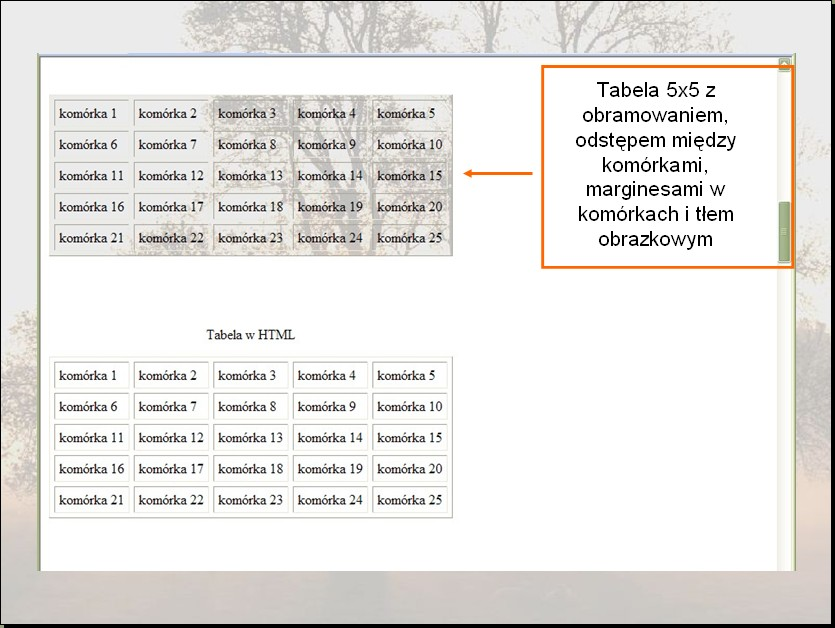 komórka 1 komórka 2 komórka 3 komórka 4 komórka 5
komórka 6 komórka 7 komórka 8 komórka 9 komórka 10
komórka 11 komórka 12 komórka 13 komórka 14 komórka 15
komórka 16 komórka 17 komórka 18 komórka 19 komórka 20
komórka 21 komórka 22 komórka 23 komórka 24 komórka 25
Tabela 5x5 z
obramowaniem,
odstępem między
komórkami,
marginesami w
komórkach i tłem
obrazkowym
Tabela w HTML
komórka 1 komórka 2 komórka 3 komórka 4 komórka 5
komórka 6 komórka 7 komórka 8 komórka 9 komórka 10
komórka 11 komórka 12 komórka 13 komórka 14 komórka 15
komórka 16 komórka 17 komórka 18 komórka 19 komórka 20
komórka 21 komórka 22 komórka 23 komórka 24 komórka 25